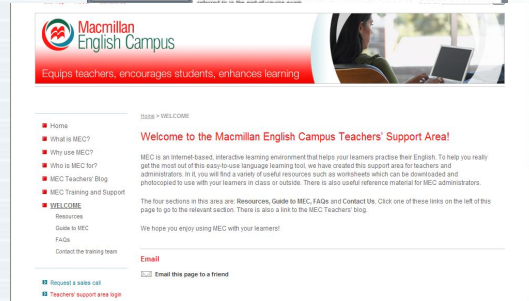 Macmillan
English Campus
Equips teachers, encourages students, enhances learning
Home > WELCOME
Home
What is MEC?
Why use MEC?
Who is MEC for?
MEC Teachers' Blog
MEC Training and Support
WELCOME
Resources
Guide to MEC
FAQs
Contact the training team
Request a sales call
Teachers' support area login
Welcome to the Macmillan English Campus Teachers' Support Area!
MEC is an internet-based, interactive learning environment that helps your learners practise their English. To help you really
get the most out of this easy-to-use language learning tool, we have created this support area for teachers and
administrators. In it, you will find a variety of useful resources such as worksheets which can be downloaded and
photocopied to use with your learners in class or outside. There is also useful reference material for MEC administrators.
The four sections in this area are: Resources, Guide to MEC, FAQs and Contact Us. Click one of these links on the left of this
page to go to the relevant section. There is also a link to the MEC Teachers' blog.
We hope you enjoy using MEC with your learners!
Email
Email this page to a friend